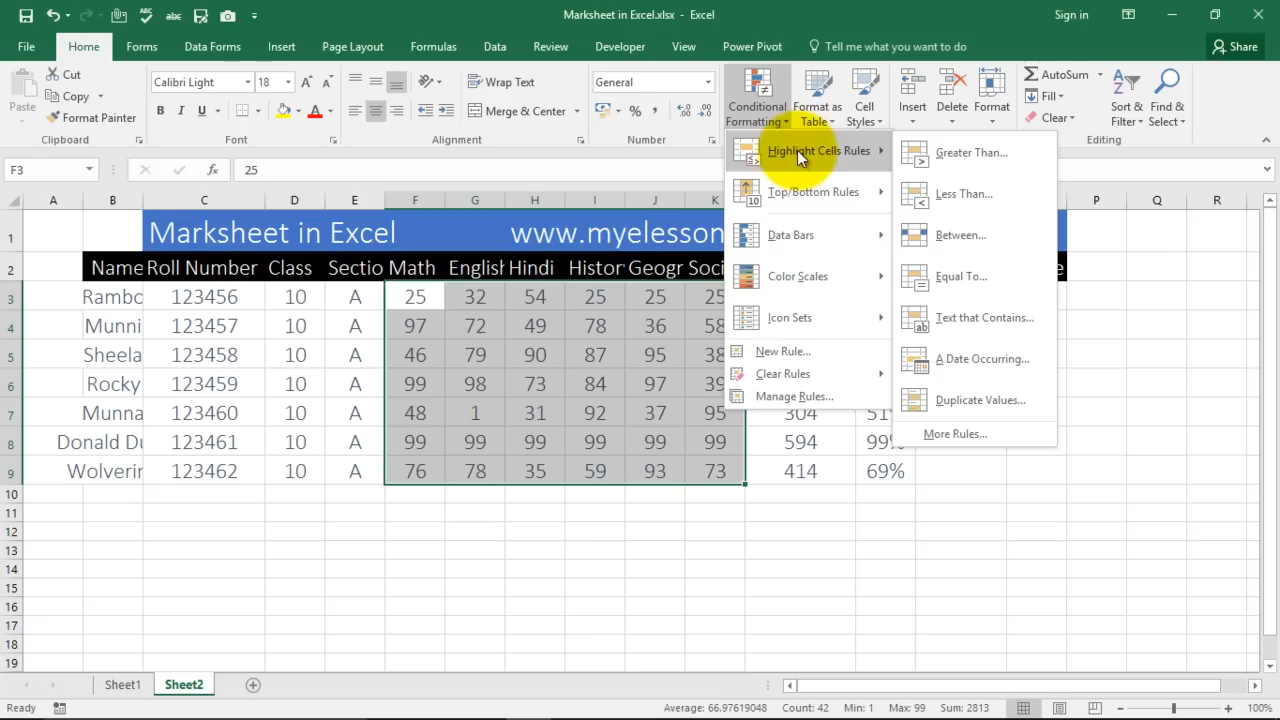 Marksheet in Excel.xlsx - Excel
Sign in
File Home Forms Data Forms Insert Page Layout Formulas Data Review Developer View Power Pivot Tell me what you want to do Share
Paste
Cut
Copy
Format Painter
Clipboard
Calibri Light 18
B I U
Font
Wrap Text
Merge & Center
Alignment
General
Number
Conditional Formatting
Format as Table
Cell Styles
Insert
Delete
Format
AutoSum
Fill
Clear
Sort & Filter
Find & Select
Editing
F3 25
Highlight Cells Rules
Top/Bottom Rules
Data Bars
Color Scales
Icon Sets
New Rule...
Clear Rules
Manage Rules...
Greater Than...
Less Than...
Between...
Equal To...
Text that Contains...
A Date Occurring...
Duplicate Values...
More Rules...
A B C D E F G H I J K P Q R
1 Marksheet in Excel www.myelesson
2 Name Roll Number Class Sectio Math English Hindi Histor Geogr Soci e
3 Rambo 123456 10 A 25 32 54 25 25 25
4 Munni 123457 10 A 97 72 49 78 36 58
5 Sheela 123458 10 A 46 79 90 87 95 38
6 Rocky 123459 10 A 99 98 73 84 97 39
7 Munna 123460 10 A 48 1 31 92 37 95 304 51%
8 Donald Du 123461 10 A 99 99 99 99 99 99 594 99%
9 Wolverin 123462 10 A 76 78 35 59 93 73 414 69%
10
11
12
13
14
15
16
17
18
19
Sheet1 Sheet2
Ready Average: 66.97619048 Count: 42 Min: 1 Max: 99 Sum: 2813 100%